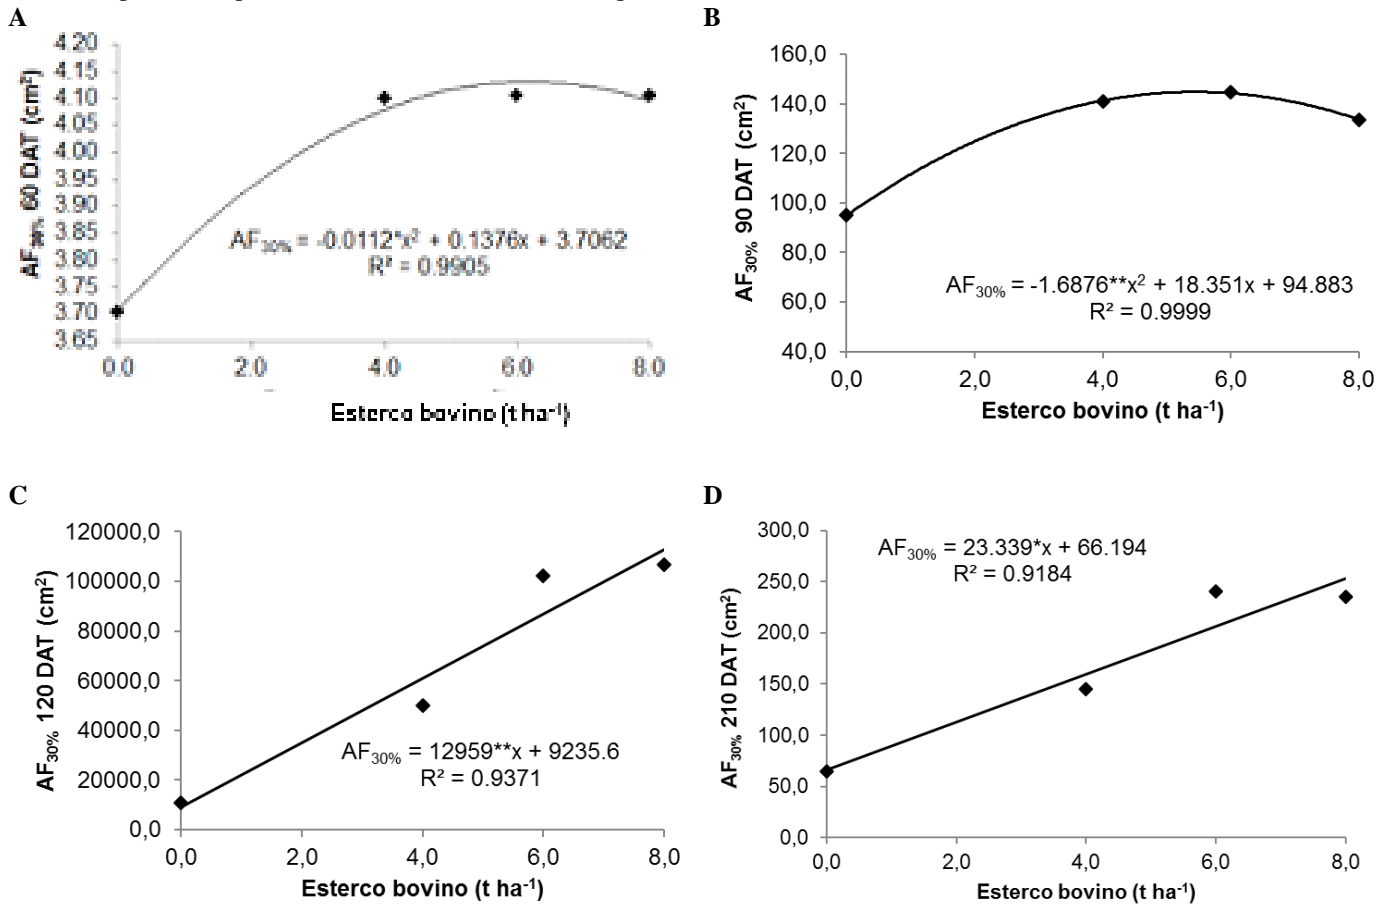 A
4.20
4.15
4.10
4.05
4.00
3.95
3.90
3.85
3.80
3.75
3.70
3.65
AF30% 60 DAT (cm²)
AF30% = -0.0112*x² + 0.1376x + 3.7062
R² = 0.9905
0.0 2.0 4.0 6.0 8.0
Esterco bovino (t ha-1)
B
160,0
140,0
120,0
100,0
80,0
60,0
40,0
AF30% 90 DAT (cm²)
AF30% = -1.6876**x² + 18.351x + 94.883
R² = 0.9999
0,0 2,0 4,0 6,0 8,0
Esterco bovino (t ha-1)
C
120000,0
100000,0
80000,0
60000,0
40000,0
20000,0
0,0
AF30% 120 DAT (cm²)
AF30% = 12959**x + 9235.6
R² = 0.9371
0,0 2,0 4,0 6,0 8,0
Esterco bovino (t ha-1)
D
300,0
250,0
200,0
150,0
100,0
50,0
0,0
AF30% 210 DAT (cm²)
AF30% = 23.339*x + 66.194
R² = 0.9184
0,0 2,0 4,0 6,0 8,0
Esterco bovino (t ha-1)